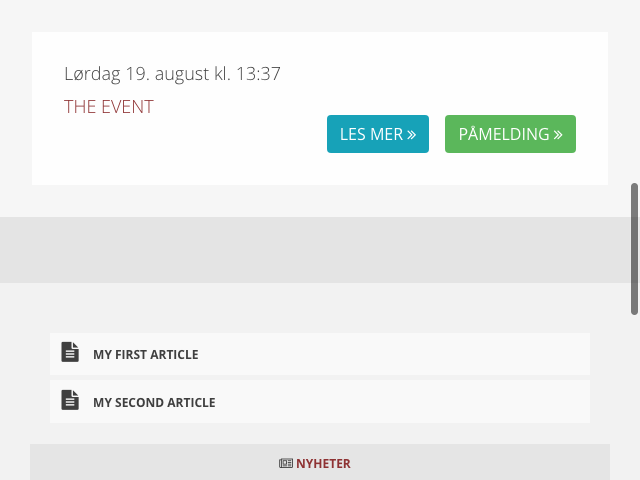 Lørdag 19. august kl. 13:37
THE EVENT
LES MER »
PÅMELDING »
MY FIRST ARTICLE
MY SECOND ARTICLE
NYHETER